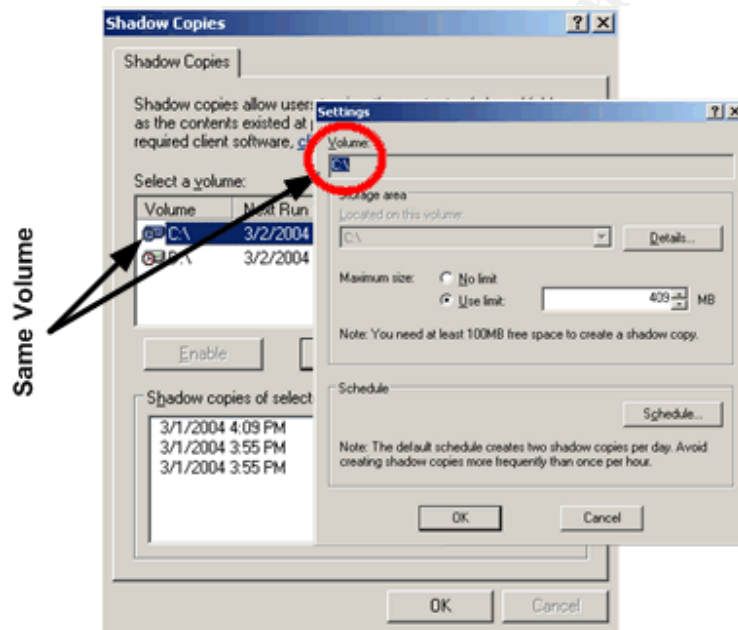 Same Volume
Shadow Copies
Shadow Copies
Shadow copies allow users
as the contents existed at
required client software,
Select a volume:
Volume Next Run
C:\ 3/2/2004
3/2/2004
Enable
Shadow copies of select
3/1/2004 4:09 PM
3/1/2004 3:55 PM
3/1/2004 3:55 PM
OK Cancel
Settings
Volume:
C:\
Storage area
Located on this volume:
C:\ Details...
Maximum size: No limit
Use limit: 409 MB
Note: You need at least 100MB free space to create a shadow copy.
Schedule
Schedule...
Note: The default schedule creates two shadow copies per day. Avoid
creating shadow copies more frequently than once per hour.
OK Cancel